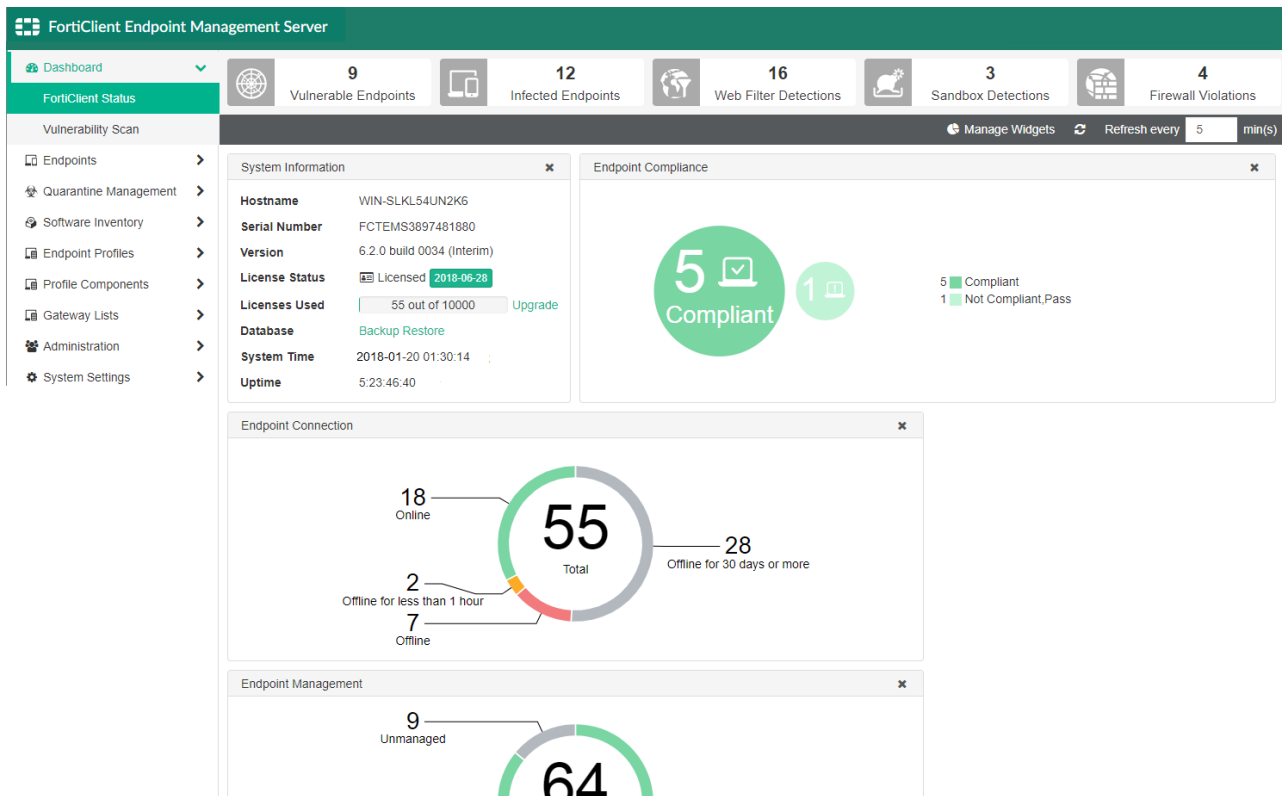 FortiClient Endpoint Management Server
Dashboard
FortiClient Status
Vulnerability Scan
Endpoints
Quarantine Management
Software Inventory
Endpoint Profiles
Profile Components
Gateway Lists
Administration
System Settings
9
Vulnerable Endpoints
12
Infected Endpoints
16
Web Filter Detections
3
Sandbox Detections
4
Firewall Violations
Manage Widgets Refresh every 5 min(s)
System Information
Hostname WIN-SLKL54UN2K6
Serial Number FCTEMS3897481880
Version 6.2.0 build 0034 (Interim)
License Status Licensed 2018-06-28
Licenses Used 55 out of 10000 Upgrade
Database Backup Restore
System Time 2018-01-20 01:30:14
Uptime 5:23:46:40
Endpoint Compliance
5
Compliant
1
5 Compliant
1 Not Compliant,Pass
Endpoint Connection
18
Online
2
Offline for less than 1 hour
7
Offline
55
Total
28
Offline for 30 days or more
Endpoint Management
9
Unmanaged
64